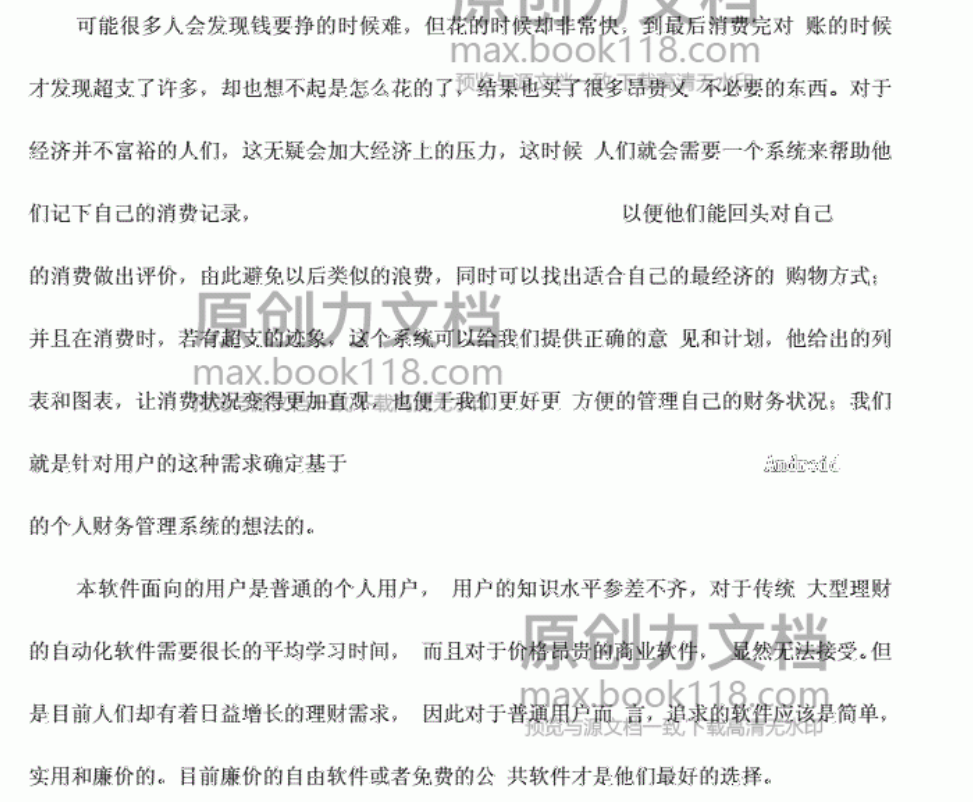 原创力文档
max.book118.com
预览与源文档一致,下载高清无水印
可能很多人会发现钱要挣的时候难，但花的时候却非常快，到最后消费完对 账的时候
才发现超支了许多，却也想不起是怎么花的了，结果也买了很多昂贵又 不必要的东西。对于
经济并不富裕的人们，这无疑会加大经济上的压力，这时候 人们就会需要一个系统来帮助他
们记下自己的消费记录， 以便他们能回头对自己
的消费做出评价，由此避免以后类似的浪费，同时可以找出适合自己的最经济的 购物方式；
原创力文档
并且在消费时，若有超支的迹象，这个系统可以给我们提供正确的意 见和计划，他给出的列
max.book118.com
表和图表，让消费状况变得更加直观，也便于我们更好更 方便的管理自己的财务状况；我们
预览与源文档一致,下载高清无水印
就是针对用户的这种需求确定基于 Android
的个人财务管理系统的想法的。
本软件面向的用户是普通的个人用户， 用户的知识水平参差不齐，对于传统 大型理财
原创力文档
的自动化软件需要很长的平均学习时间， 而且对于价格昂贵的商业软件， 显然无法接受。但
max.book118.com
是目前人们却有着日益增长的理财需求， 因此对于普通用户而 言，追求的软件应该是简单，
预览与源文档一致,下载高清无水印
实用和廉价的。目前廉价的自由软件或者免费的公 共软件才是他们最好的选择。